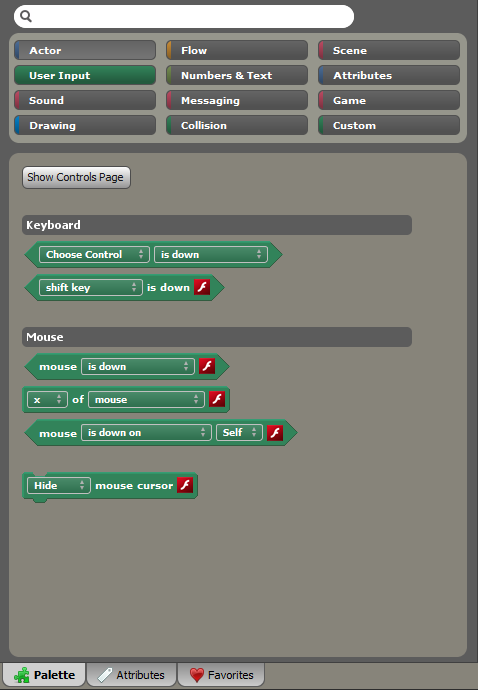 Actor Flow Scene
User Input Numbers & Text Attributes
Sound Messaging Game
Drawing Collision Custom
Show Controls Page
Keyboard
Choose Control is down
shift key is down
Mouse
mouse is down
x of mouse
mouse is down on Self
Hide mouse cursor
Palette Attributes Favorites